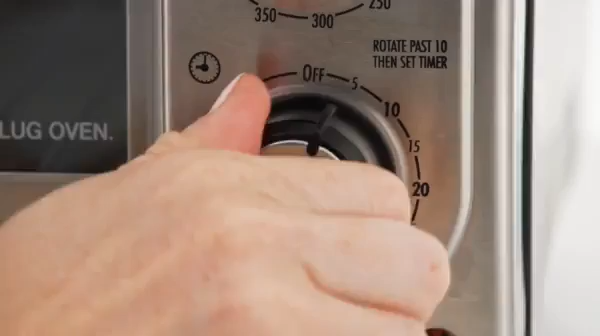 350 300 250
ROTATE PAST 10
THEN SET TIMER
OFF 5 10 15 20
LUG OVEN.